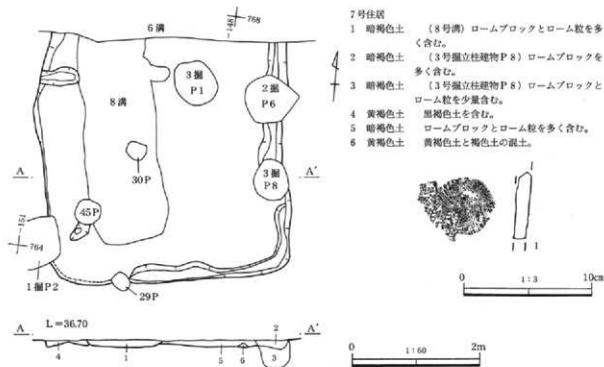 6溝
-148
768
3掘
P1
2掘
P6
8溝
A
A′
30P
3掘
P8
45P
-151
764
1掘P2
29P
A
L=36.70
A′
2
4
1
5
6
3
0
1:60
2m
7号住居
1 暗褐色土 (8号溝)ロームブロックとローム粒を多
く含む。
2 暗褐色土 (3号掘立柱建物P8)ロームブロックを
多く含む。
3 暗褐色土 (3号掘立柱建物P8)ロームブロックと
ローム粒を少量含む。
4 黄褐色土 黒褐色土を含む。
5 暗褐色土 ロームブロックとローム粒を多く含む。
6 黄褐色土 黄褐色土と褐色土の混土。
1
0
1:3
10cm